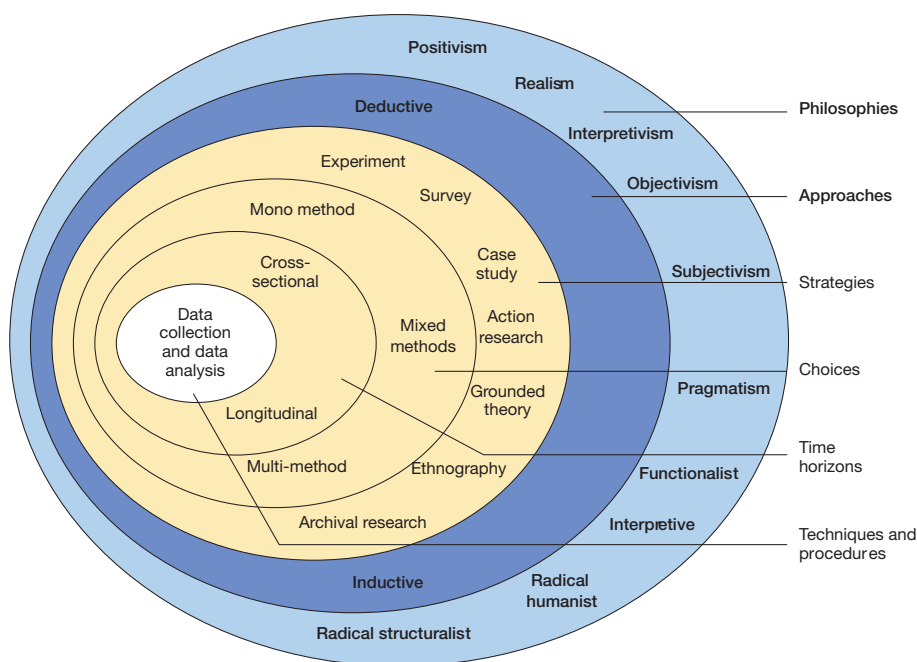 Positivism
Realism
Philosophies
Deductive
Interpretivism
Experiment
Objectivism
Approaches
Survey
Mono method
Case
study
Subjectivism
Strategies
Cross-
sectional
Data
collection
and data
analysis
Mixed
methods
Action
research
Choices
Pragmatism
Grounded
theory
Longitudinal
Time
horizons
Multi-method
Ethnography
Functionalist
Archival research
Interpretive
Techniques and
procedures
Inductive
Radical
humanist
Radical structuralist